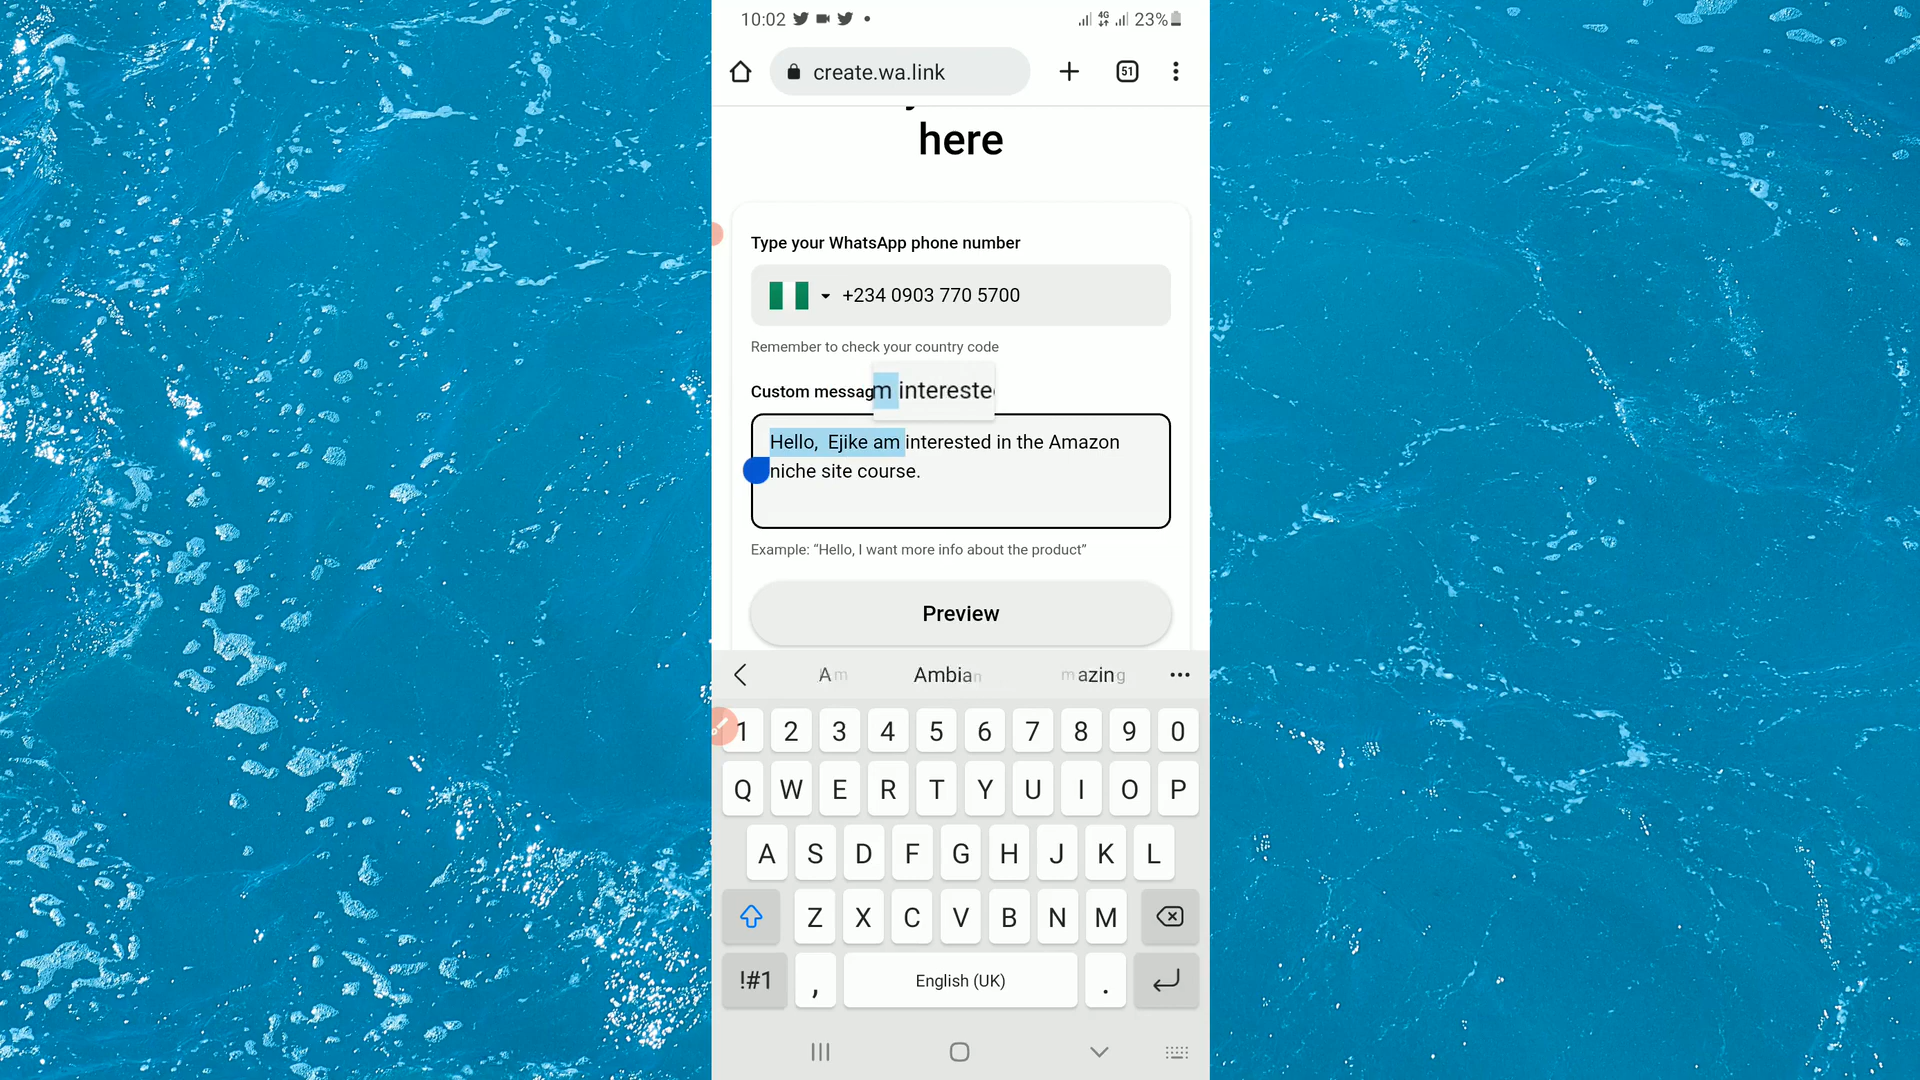 10:02
4G
23%
create.wa.link
51
here
Type your WhatsApp phone number
+234 0903 770 5700
Remember to check your country code
Custom messag
m intereste
Hello,  Ejike am interested in the Amazon
niche site course.
Example: “Hello, I want more info about the product”
Preview
Am Ambian mazing
1 2 3 4 5 6 7 8 9 0
Q W E R T Y U I O P
A S D F G H J K L
Z X C V B N M
!#1 , English (UK) .